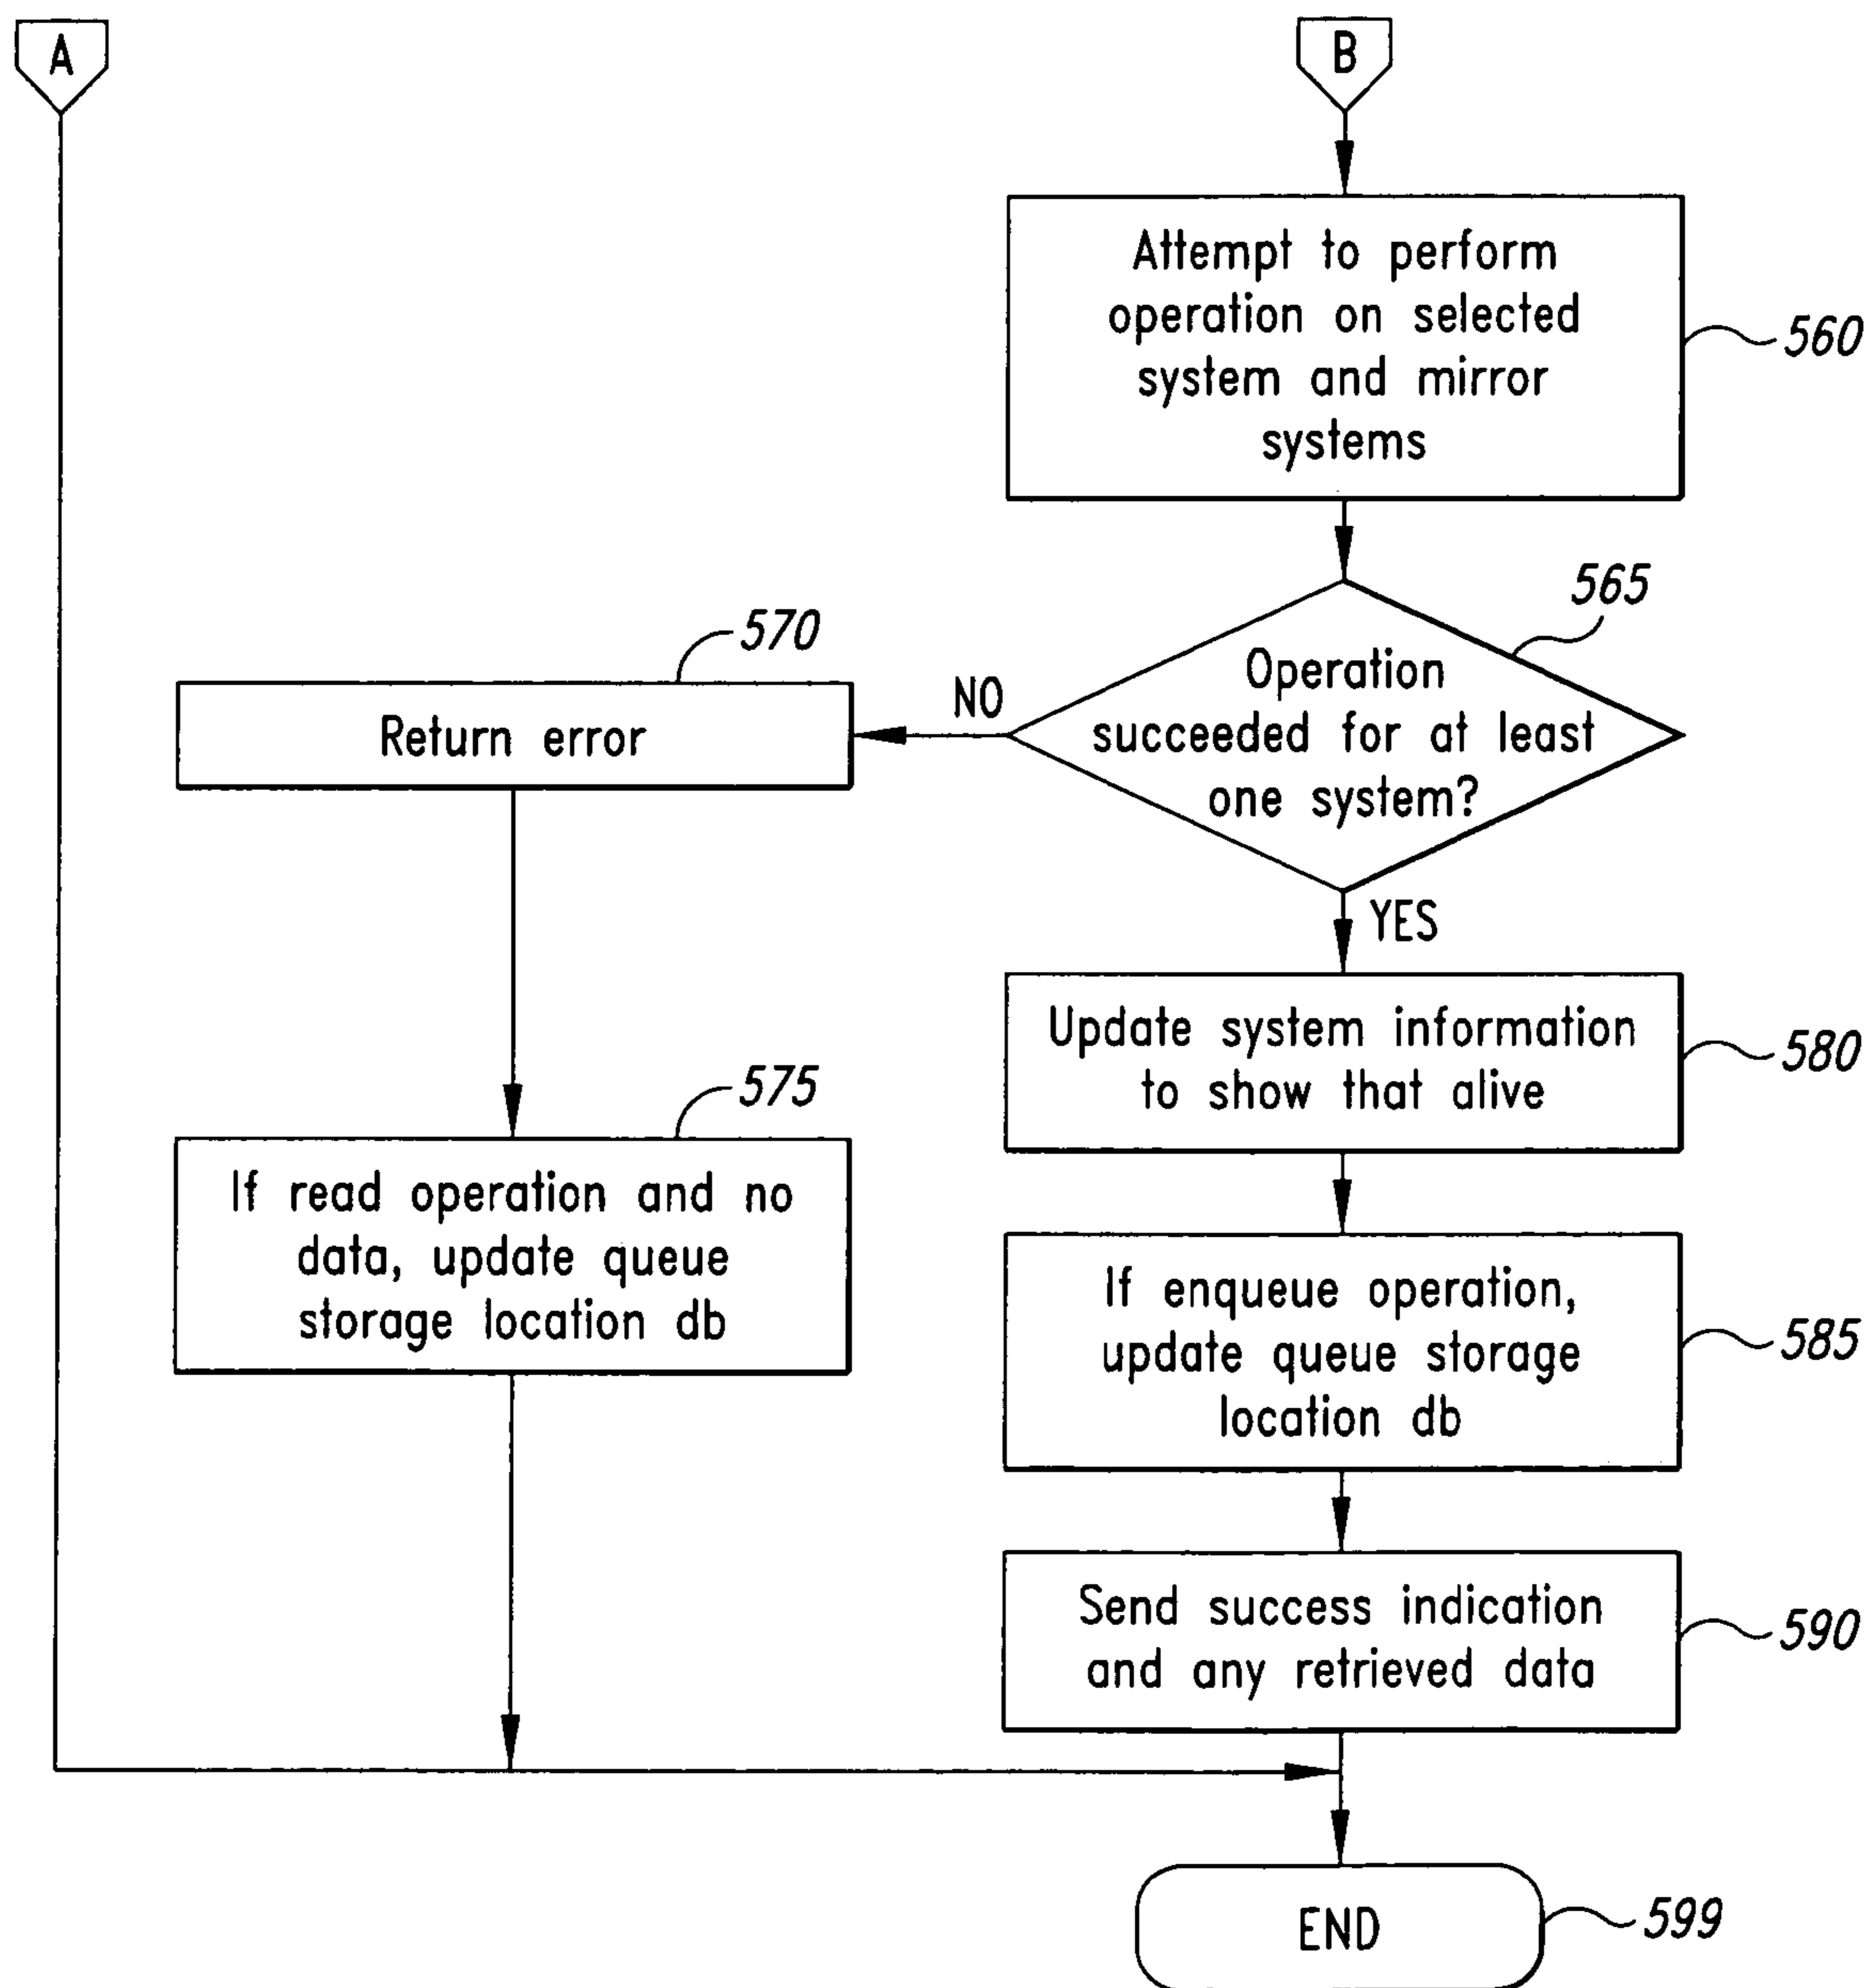 A
B
Attempt to perform
operation on selected
system and mirror
systems
560
565
Operation
succeeded for at least
one system?
NO
570
Return error
YES
575
If read operation and no
data, update queue
storage location db
Update system information
to show that alive
580
If enqueue operation,
update queue storage
location db
585
Send success indication
and any retrieved data
590
END
599